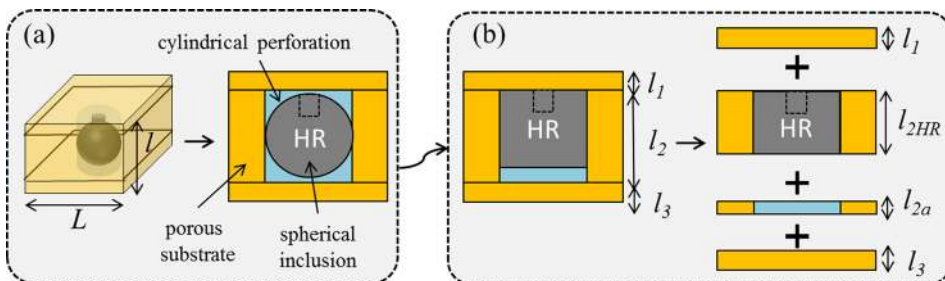 (a)
cylindrical perforation
l
L
HR
porous
substrate
spherical
inclusion
(b)
HR
l1
l2
l3
l1
+
HR
l2HR
+
l2a
+
l3